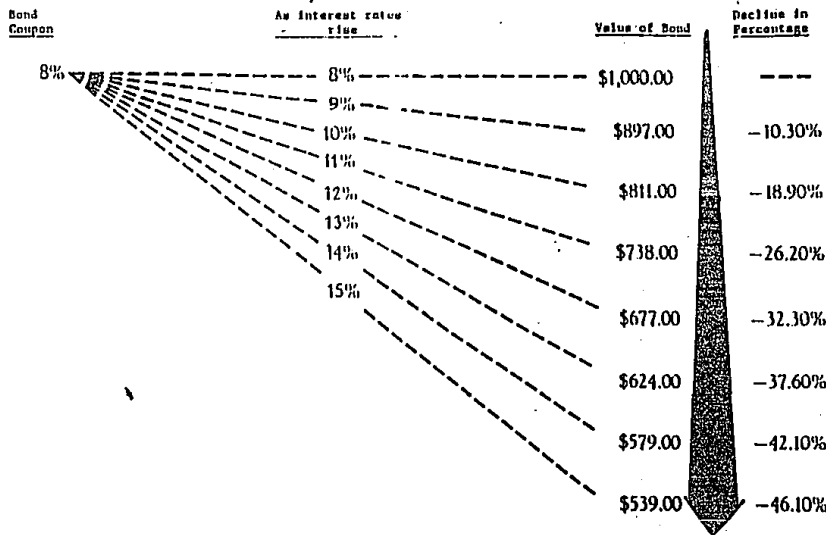 Bond Coupon
As interest rates rise
Value of Bond
Decline in Percentage
8% 8% $1,000.00
9% $897.00 −10.30%
10% $811.00 −18.90%
11% $738.00 −26.20%
12% $677.00 −32.30%
13% $624.00 −37.60%
14% $579.00 −42.10%
15% $539.00 −46.10%